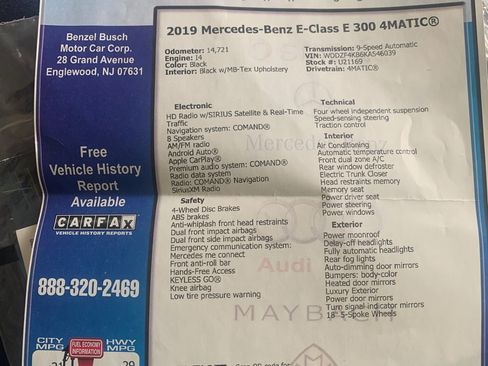 Benzel Busch
Motor Car Corp.
28 Grand Avenue
Englewood, NJ 07631
Free
Vehicle History
Report
Available
CARFAX
VEHICLE HISTORY REPORTS
888-320-2469
CITY MPG
HWY MPG
FUEL ECONOMY INFORMATION
21
29
2019 Mercedes-Benz E-Class E 300 4MATIC®
Odometer: 14,721
Engine: I4
Color: Black
Interior: Black w/MB-Tex Upholstery
Transmission: 9-Speed Automatic
VIN: WDDZF4KB6KA546039
Stock #: U21169
Drivetrain: 4MATIC®
Electronic
HD Radio w/SIRIUS Satellite & Real-Time
Traffic
Navigation system: COMAND®
8 Speakers
AM/FM radio
Android Auto®
Apple CarPlay®
Premium audio system: COMAND®
Radio data system
Radio: COMAND® Navigation
SiriusXM Radio
Safety
4-Wheel Disc Brakes
ABS brakes
Anti-whiplash front head restraints
Dual front impact airbags
Dual front side impact airbags
Emergency communication system:
Mercedes me connect
Front anti-roll bar
Hands-Free Access
KEYLESS GO®
Knee airbag
Low tire pressure warning
Technical
Four wheel independent suspension
Speed-sensing steering
Traction control
Interior
Air Conditioning
Automatic temperature control
Front dual zone A/C
Rear window defroster
Electric Trunk Closer
Head restraints memory
Memory seat
Power driver seat
Power steering
Power windows
Exterior
Power moonroof
Delay-off headlights
Fully automatic headlights
Rear fog lights
Auto-dimming door mirrors
Bumpers: body-color
Heated door mirrors
Luxury Exterior
Power door mirrors
Turn signal indicator mirrors
18" 5-Spoke Wheels
Audi
MAYBACH